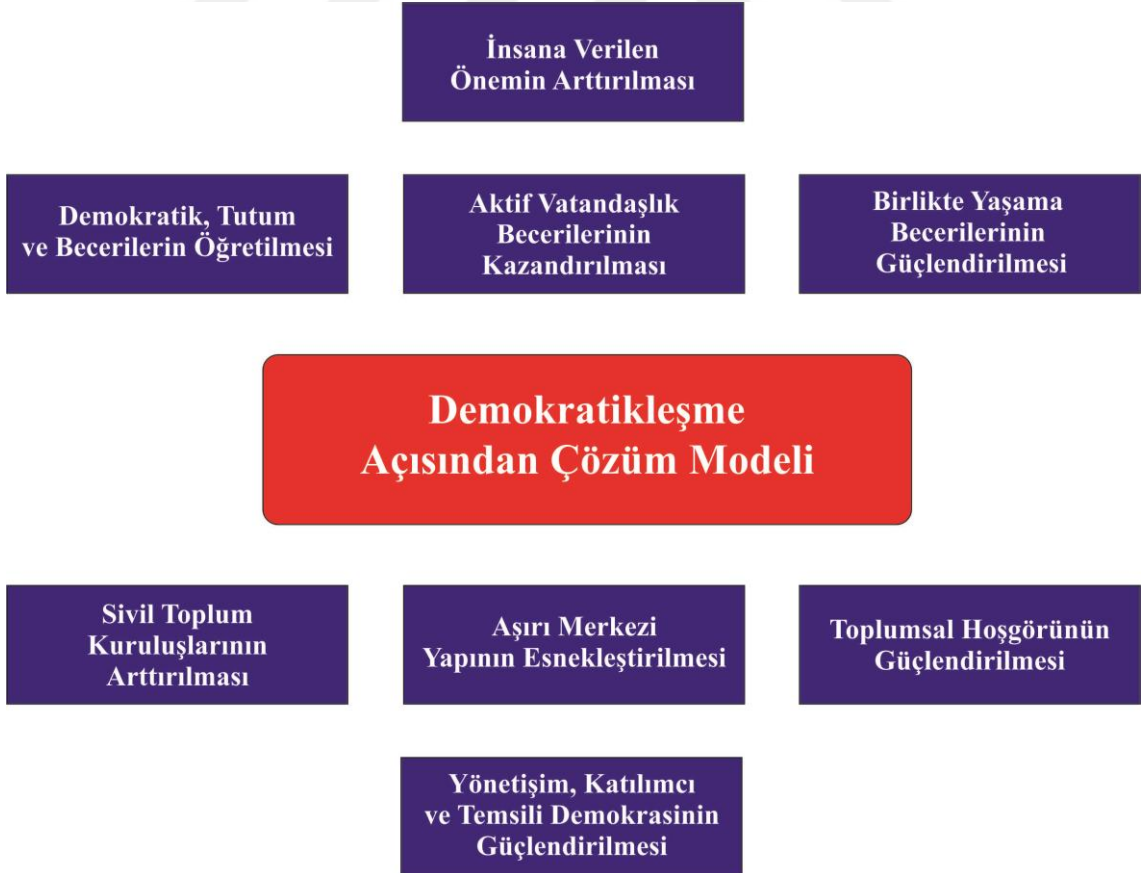 İnsana Verilen
Önemin Arttırılması
Demokratik, Tutum
ve Becerilerin Öğretilmesi
Aktif Vatandaşlık
Becerilerinin
Kazandırılması
Birlikte Yaşama
Becerilerinin
Güçlendirilmesi
Demokratikleşme
Açısından Çözüm Modeli
Sivil Toplum
Kuruluşlarının
Arttırılması
Aşırı Merkezi
Yapının Esnekleştirilmesi
Toplumsal Hoşgörünün
Güçlendirilmesi
Yönetişim, Katılımcı
ve Temsili Demokrasinin
Güçlendirilmesi